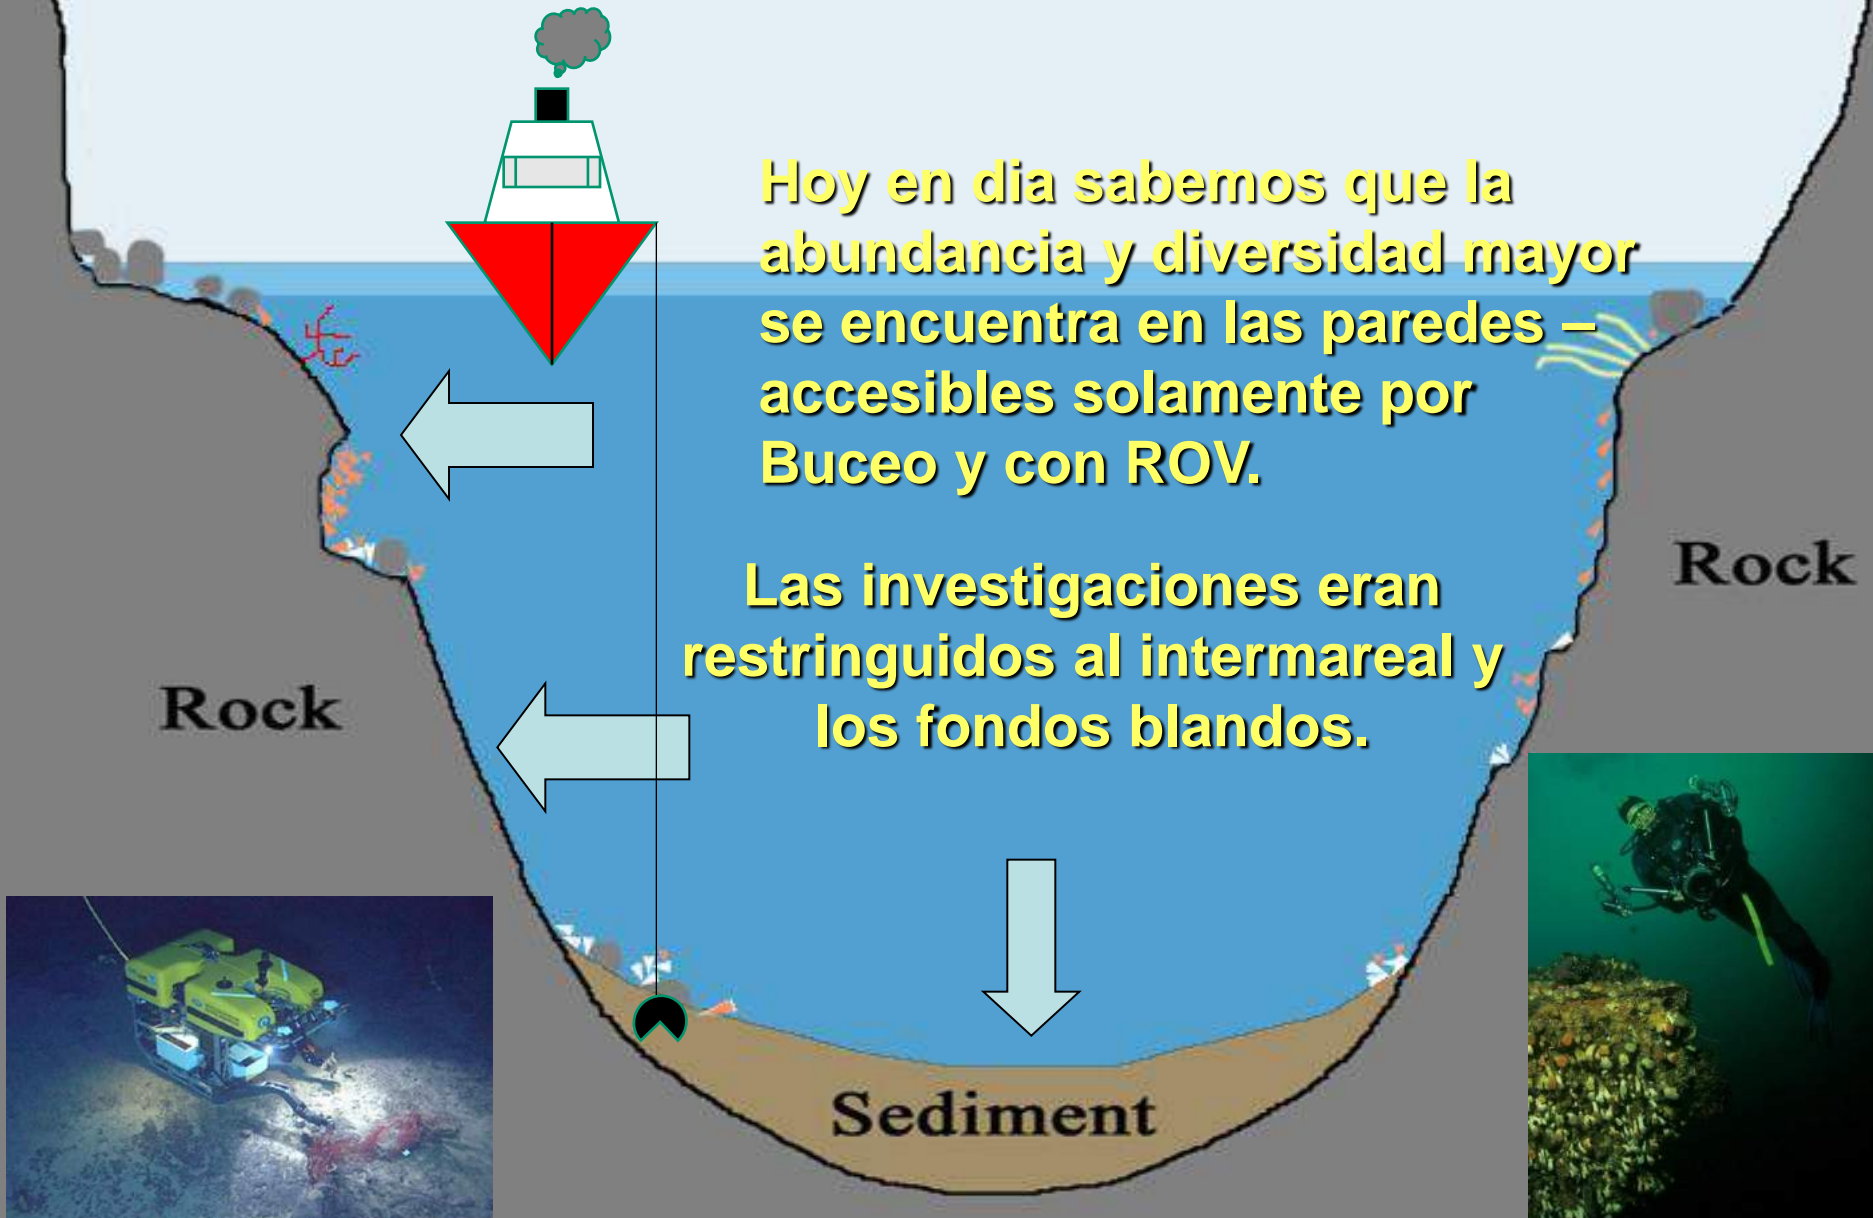 Hoy en dia sabemos que la
abundancia y diversidad mayor
se encuentra en las paredes –
accesibles solamente por
Buceo y con ROV.
Las investigaciones eran
restringuidos al intermareal y
los fondos blandos.
Rock
Rock
Sediment